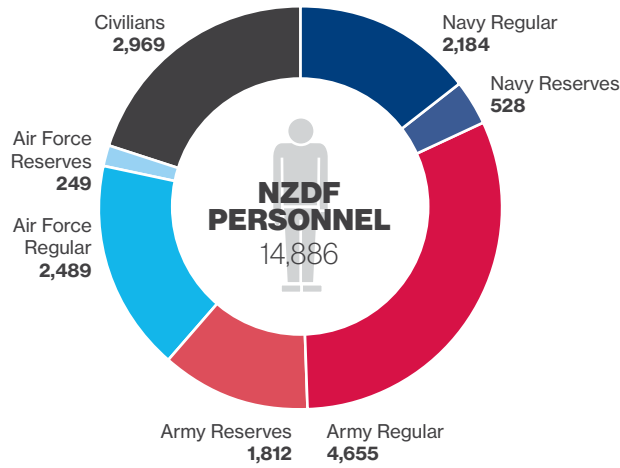 Civilians
2,969
Navy Regular
2,184
Navy Reserves
528
Air Force
Reserves
249
Air Force
Regular
2,489
NZDF
PERSONNEL
14,886
Army Reserves
1,812
Army Regular
4,655